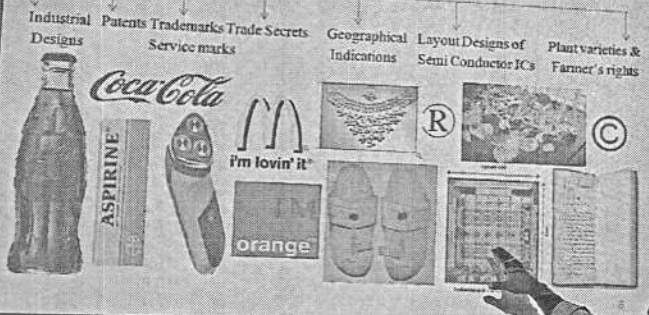 Industrial Designs
Patents
Trademarks Service marks
Trade Secrets
Geographical Indications
Layout Designs of Semi Conductor ICs
Plant varieties & Farmer's rights
Coca-Cola
ASPIRINE
i'm lovin' it®
orange™
®
©